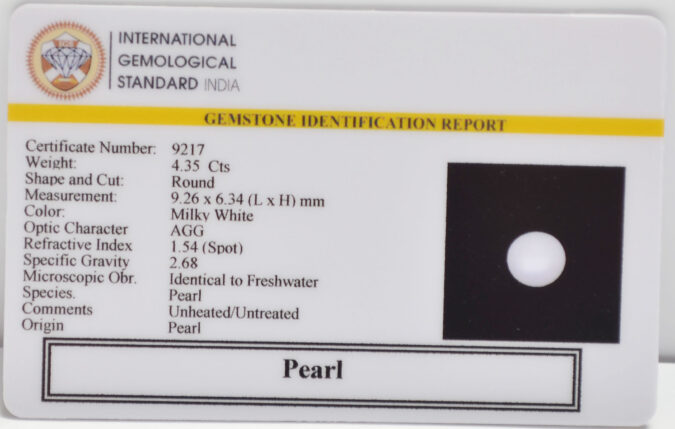 INTERNATIONAL
GEMOLOGICAL
STANDARD INDIA
GEMSTONE IDENTIFICATION REPORT
Certificate Number: 9217
Weight: 4.35 Cts
Shape and Cut: Round
Measurement: 9.26 x 6.34 (L x H) mm
Color: Milky White
Optic Character AGG
Refractive Index 1.54 (Spot)
Specific Gravity 2.68
Microscopic Obr. Identical to Freshwater
Species. Pearl
Comments Unheated/Untreated
Origin Pearl
Pearl